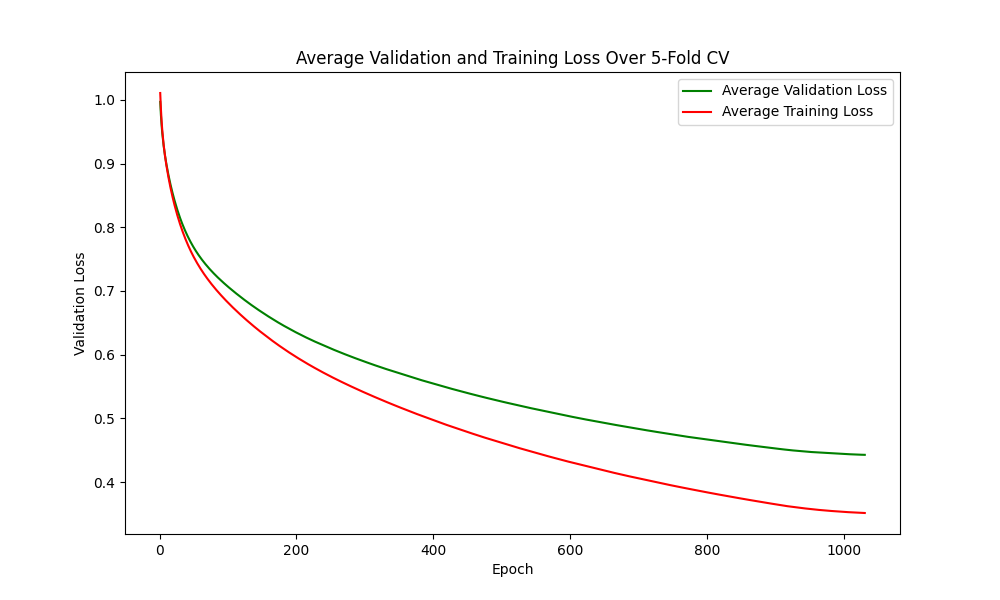 Average Validation and Training Loss Over 5-Fold CV
Average Validation Loss
Average Training Loss
1.0
0.9
0.8
0.7
0.6
0.5
0.4
Validation Loss
0 200 400 600 800 1000
Epoch